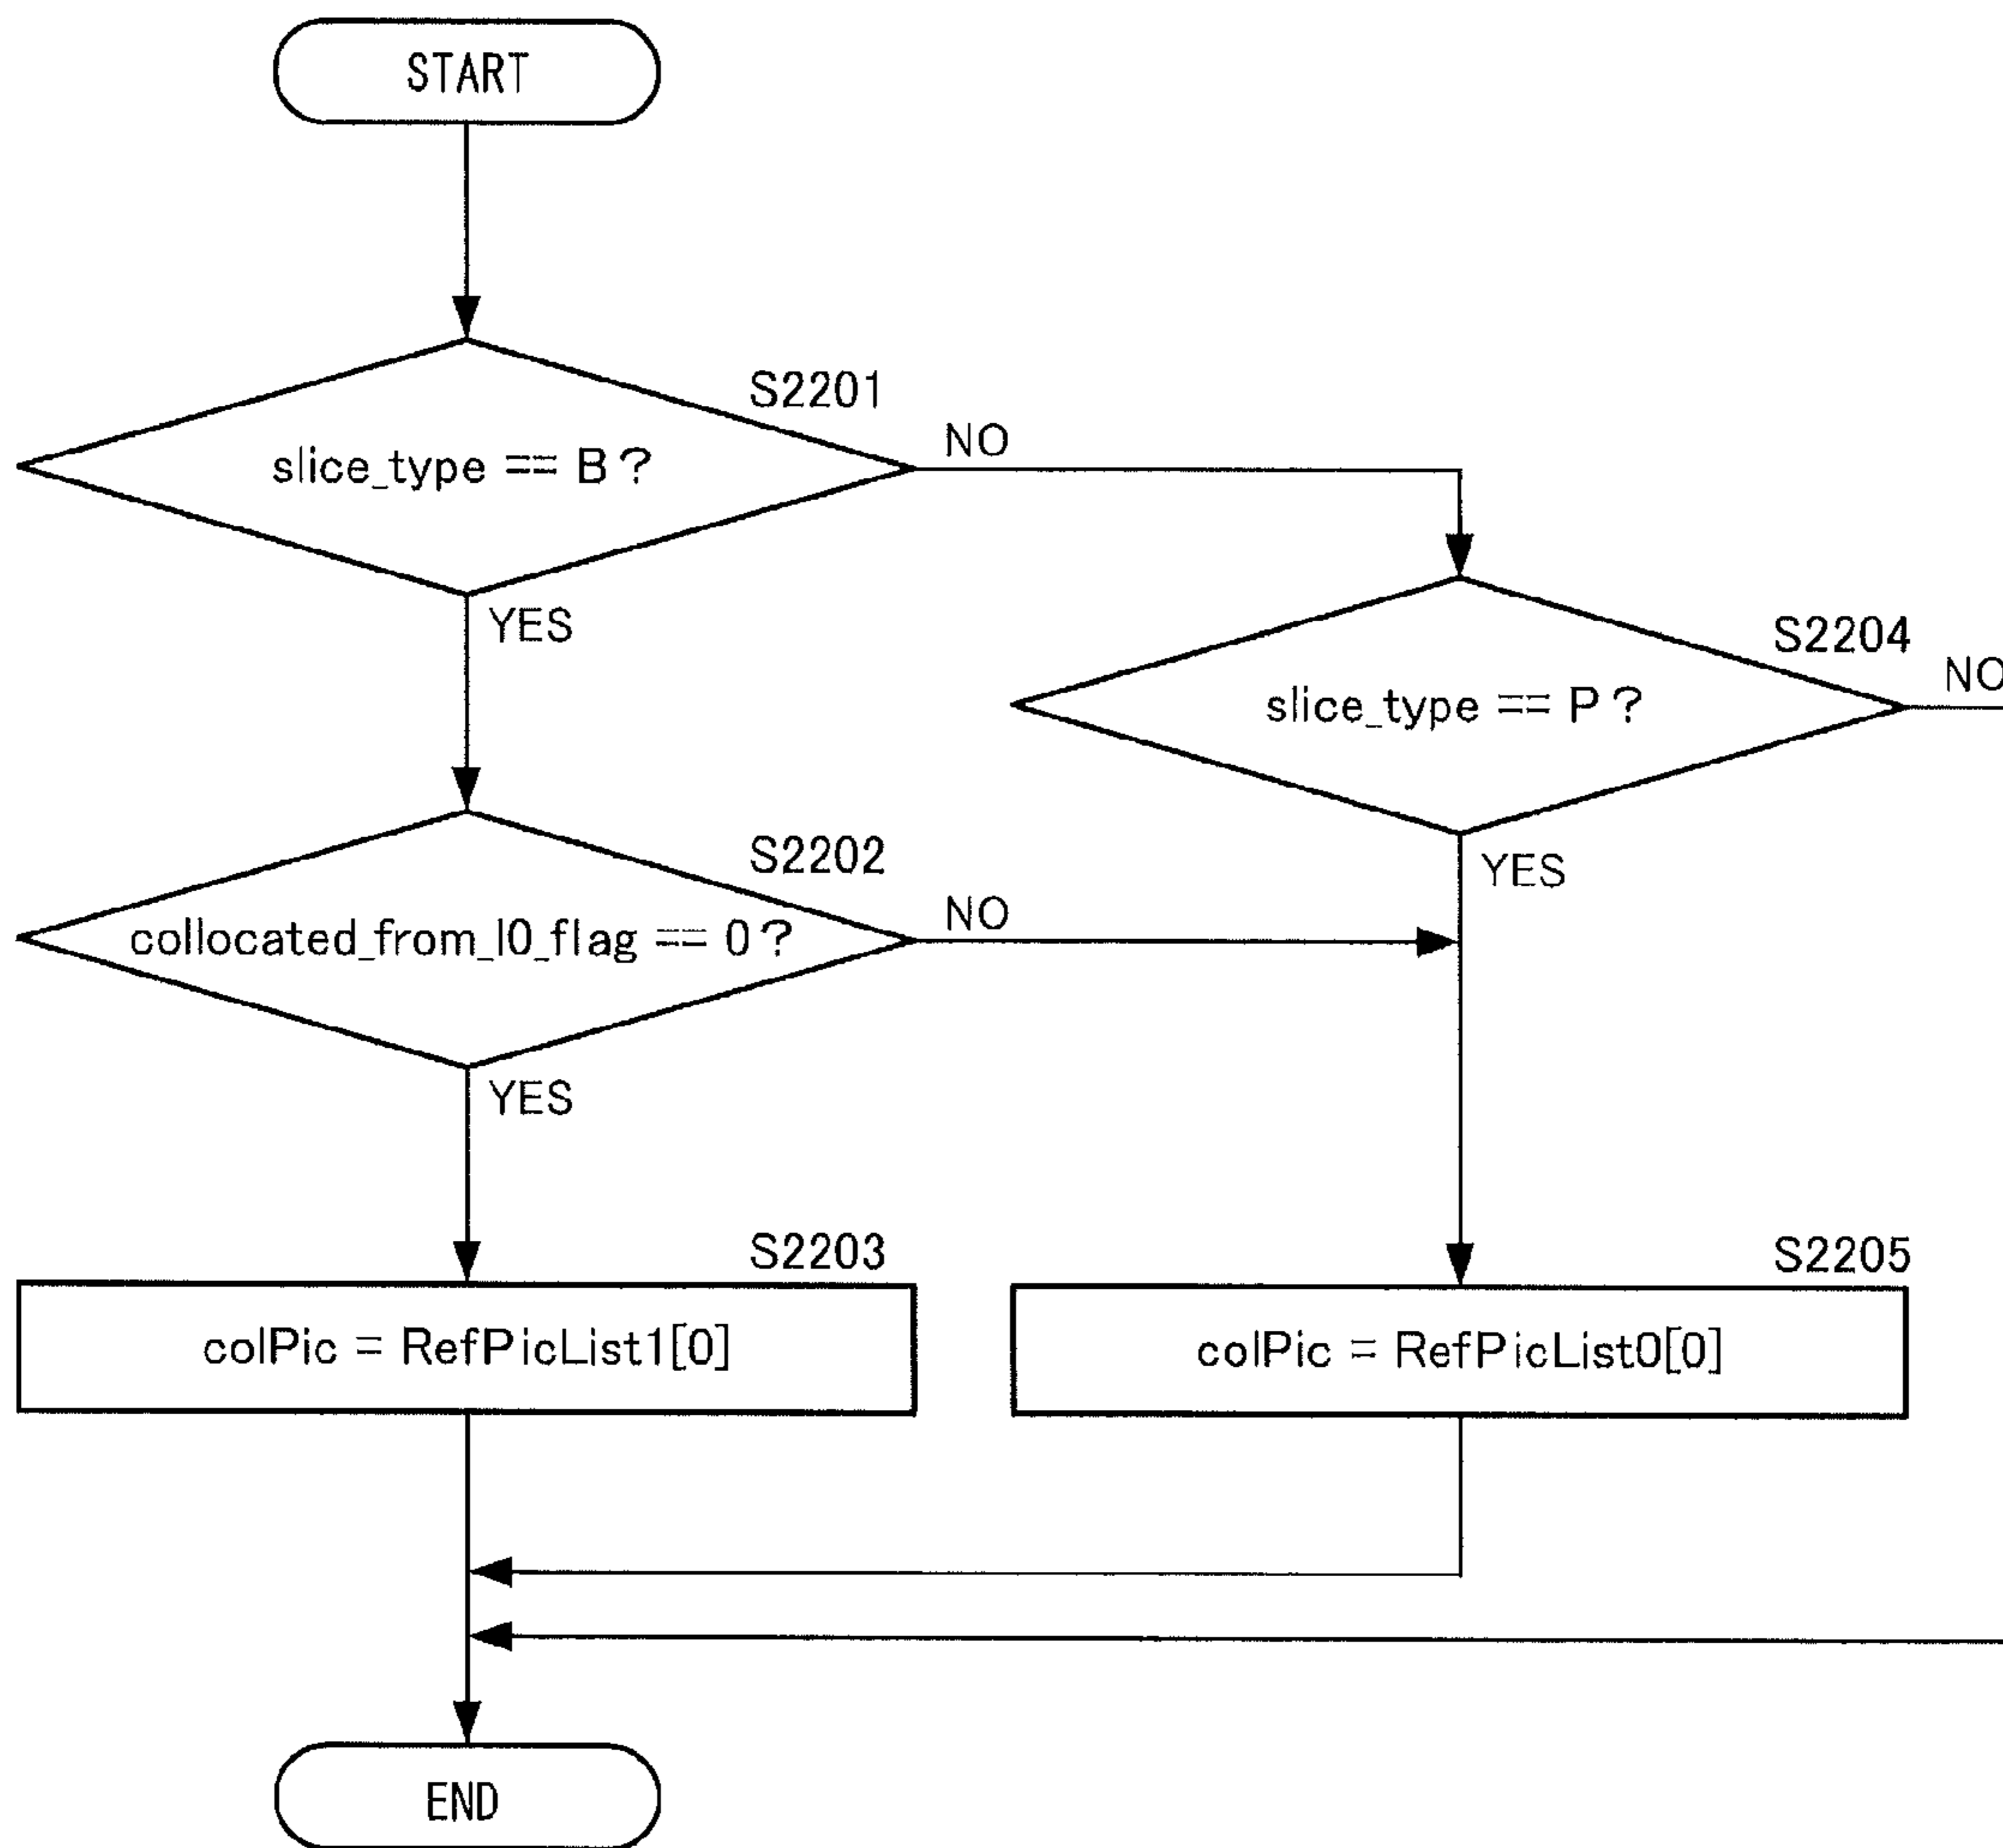 START
S2201
slice_type == B ?
NO
YES
S2204
slice_type == P ?
NO
YES
S2202
collocated_from_l0_flag == 0 ?
NO
YES
S2203
colPic = RefPicList1[0]
S2205
colPic = RefPicList0[0]
END